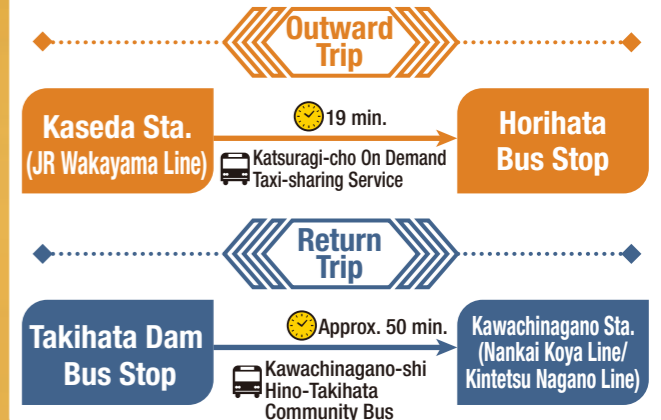 Outward
Trip
Kaseda Sta.
(JR Wakayama Line)
19 min.
Katsuragi-cho On Demand
Taxi-sharing Service
Horihata
Bus Stop
Return
Trip
Takihata Dam
Bus Stop
Approx. 50 min.
Kawachinagano-shi
Hino-Takihata
Community Bus
Kawachinagano Sta.
(Nankai Koya Line/
Kintetsu Nagano Line)